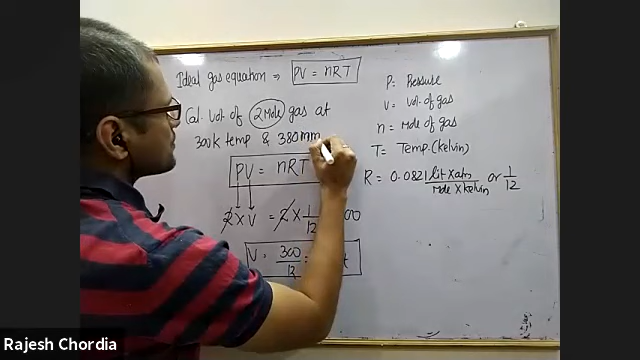 Ideal gas equation ⇒ PV = nRT
Cal. Vol. of 2 Mole gas at
300k temp & 380mm
PV = nRT
2 X V = 2 X 1/12 00
V = 300/12 =
P = Pressure
V = Vol. of gas
n = Mole of gas
T = Temp. (Kelvin)
R = 0.0821 lit X atm / Mole X Kelvin or 1/12
Rajesh Chordia